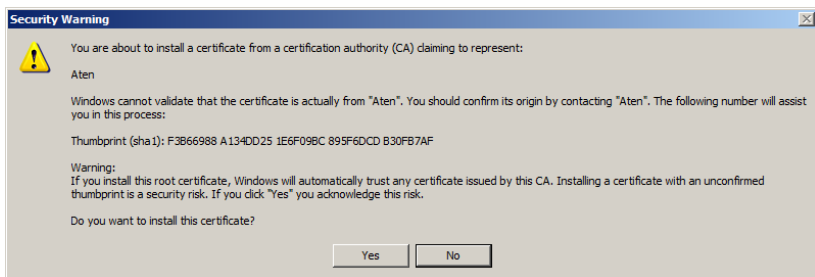 Security Warning
You are about to install a certificate from a certification authority (CA) claiming to represent:
Aten
Windows cannot validate that the certificate is actually from "Aten". You should confirm its origin by contacting "Aten". The following number will assist
you in this process:
Thumbprint (sha1): F3B66988 A134DD25 1E6F09BC 895F6DCD B30FB7AF
Warning:
If you install this root certificate, Windows will automatically trust any certificate issued by this CA. Installing a certificate with an unconfirmed
thumbprint is a security risk. If you click "Yes" you acknowledge this risk.
Do you want to install this certificate?
Yes
No